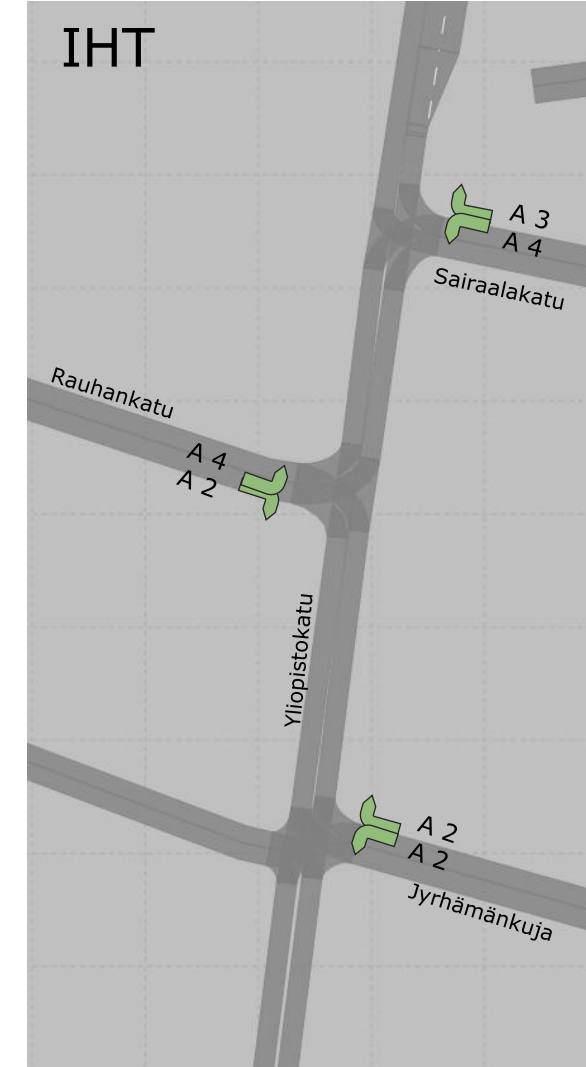 IHT
A 3
A 4
Sairaalakatu
Rauhankatu
A 4
A 2
Yliopistokatu
A 2
A 2
Jyrhämänkuja